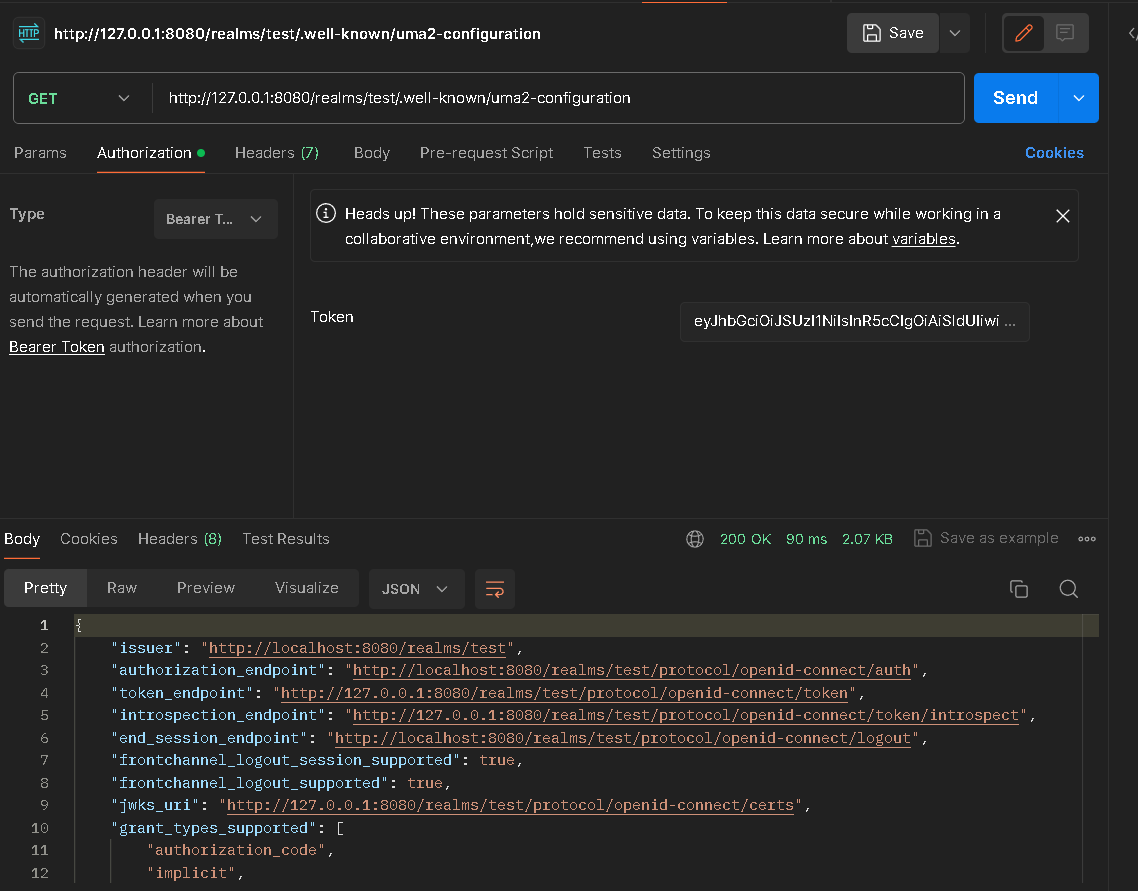 HTTP http://127.0.0.1:8080/realms/test/.well-known/uma2-configuration Save
GET http://127.0.0.1:8080/realms/test/.well-known/uma2-configuration Send
Params Authorization Headers (7) Body Pre-request Script Tests Settings Cookies
Type Bearer T...
The authorization header will be
automatically generated when you
send the request. Learn more about
Bearer Token authorization.
Heads up! These parameters hold sensitive data. To keep this data secure while working in a
collaborative environment,we recommend using variables. Learn more about variables.
Token
Body Cookies Headers (8) Test Results 200 OK 90 ms 2.07 KB Save as example
Pretty Raw Preview Visualize JSON
1 {
2 "issuer": "http://localhost:8080/realms/test",
3 "authorization_endpoint": "http://localhost:8080/realms/test/protocol/openid-connect/auth",
4 "token_endpoint": "http://127.0.0.1:8080/realms/test/protocol/openid-connect/token",
5 "introspection_endpoint": "http://127.0.0.1:8080/realms/test/protocol/openid-connect/token/introspect",
6 "end_session_endpoint": "http://localhost:8080/realms/test/protocol/openid-connect/logout",
7 "frontchannel_logout_session_supported": true,
8 "frontchannel_logout_supported": true,
9 "jwks_uri": "http://127.0.0.1:8080/realms/test/protocol/openid-connect/certs",
10 "grant_types_supported": [
11 "authorization_code",
12 "implicit",